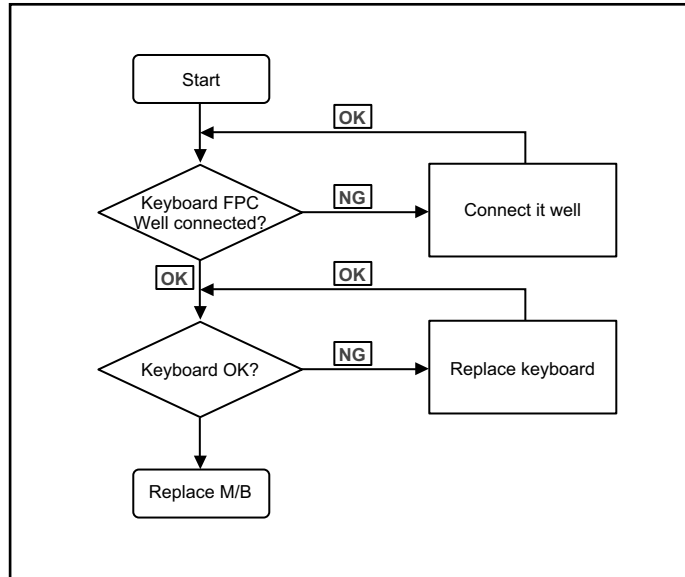 Start
OK
Keyboard FPC
Well connected?
NG
Connect it well
OK
OK
Keyboard OK?
NG
Replace keyboard
Replace M/B